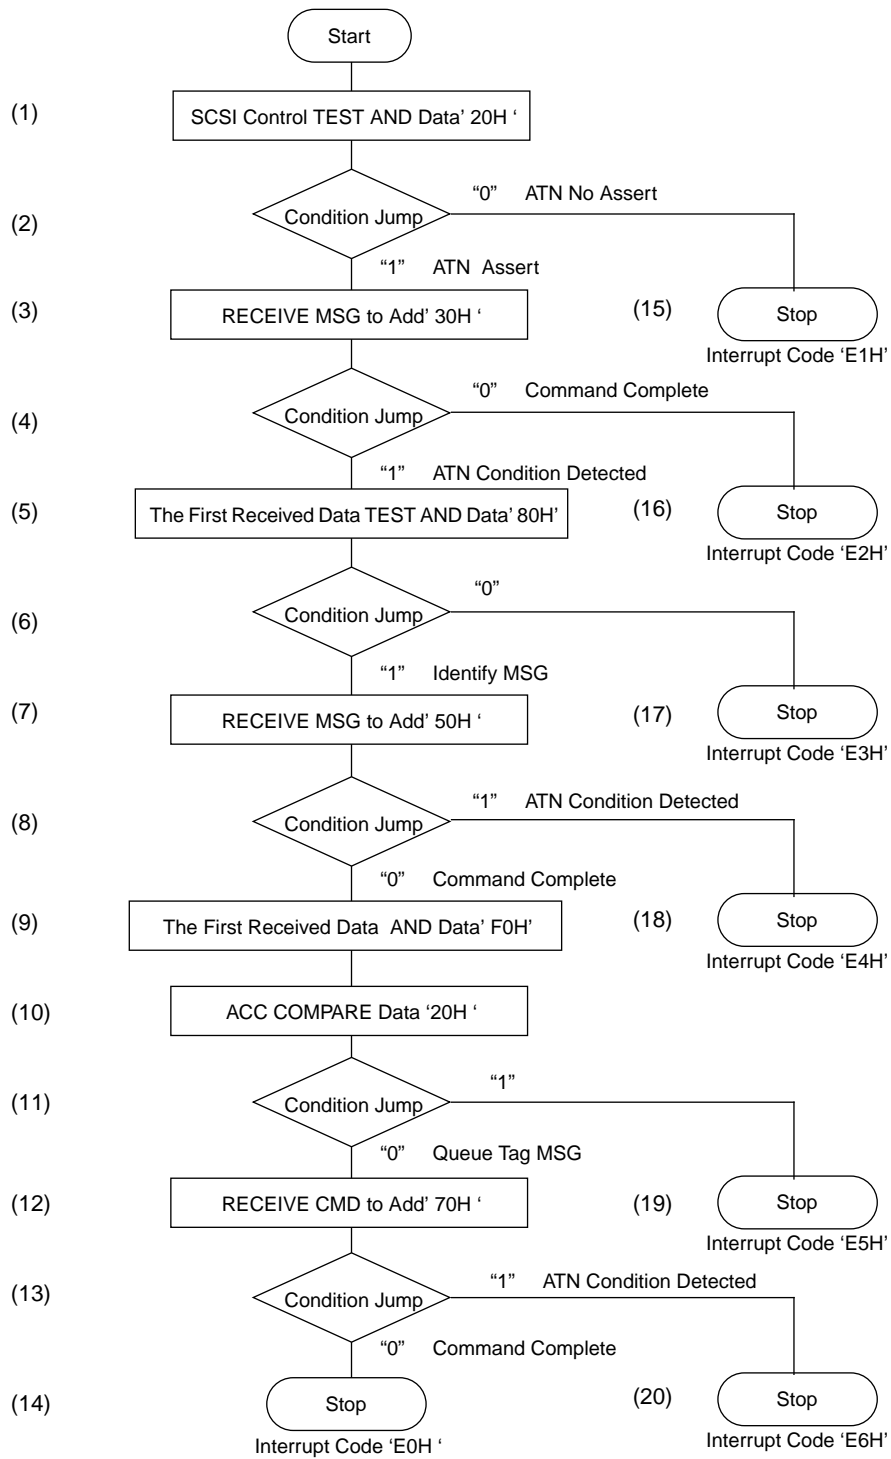 Start
(1) SCSI Control TEST AND Data' 20H ‘
“0” ATN No Assert
(2) Condition Jump
“1” ATN Assert
(3) RECEIVE MSG to Add' 30H ‘ (15) Stop
Interrupt Code ‘E1H’
“0” Command Complete
(4) Condition Jump
“1” ATN Condition Detected
(5) The First Received Data TEST AND Data' 80H’ (16) Stop
Interrupt Code ‘E2H’
“0”
(6) Condition Jump
“1” Identify MSG
(7) RECEIVE MSG to Add' 50H ‘ (17) Stop
Interrupt Code ‘E3H’
“1” ATN Condition Detected
(8) Condition Jump
“0” Command Complete
(9) The First Received Data AND Data' F0H’ (18) Stop
Interrupt Code ‘E4H’
(10) ACC COMPARE Data ‘20H ‘
“1”
(11) Condition Jump
“0” Queue Tag MSG
(12) RECEIVE CMD to Add' 70H ‘ (19) Stop
Interrupt Code ‘E5H’
“1” ATN Condition Detected
(13) Condition Jump
“0” Command Complete
(14) Stop (20) Stop
Interrupt Code ‘E0H ‘ Interrupt Code ‘E6H’